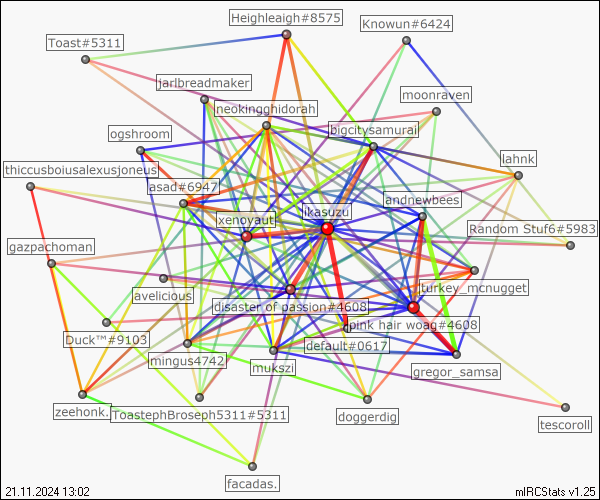 Heighleaigh#8575
Knowun#6424
Toast#5311
jarlbreadmaker
moonraven
neokingghidorah
ogshroom
bigcitysamurai
lahnk
thiccusboiusalexusjoneus
asad#6947
andnewbees
ikasuzu
xenoyaut
Random Stuf6#5983
gazpachoman
turkey_mcnugget
avelicious
disaster of passion#4608
pink hair woag#4608
Duck™#9103
default#0617
mingus4742
mukszi
gregor_samsa
zeehonk.
ToastephBroseph5311#5311
doggerdig
tescoroll
facadas.
21.11.2024 13:02
mIRCStats v1.25